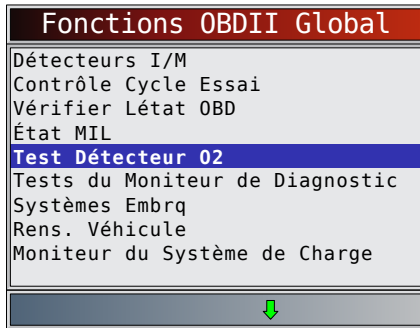 Fonctions OBDII Global
Détecteurs I/M
Contrôle Cycle Essai
Vérifier Létat OBD
État MIL
Test Détecteur O2
Tests du Moniteur de Diagnostic
Systèmes Embrq
Rens. Véhicule
Moniteur du Système de Charge